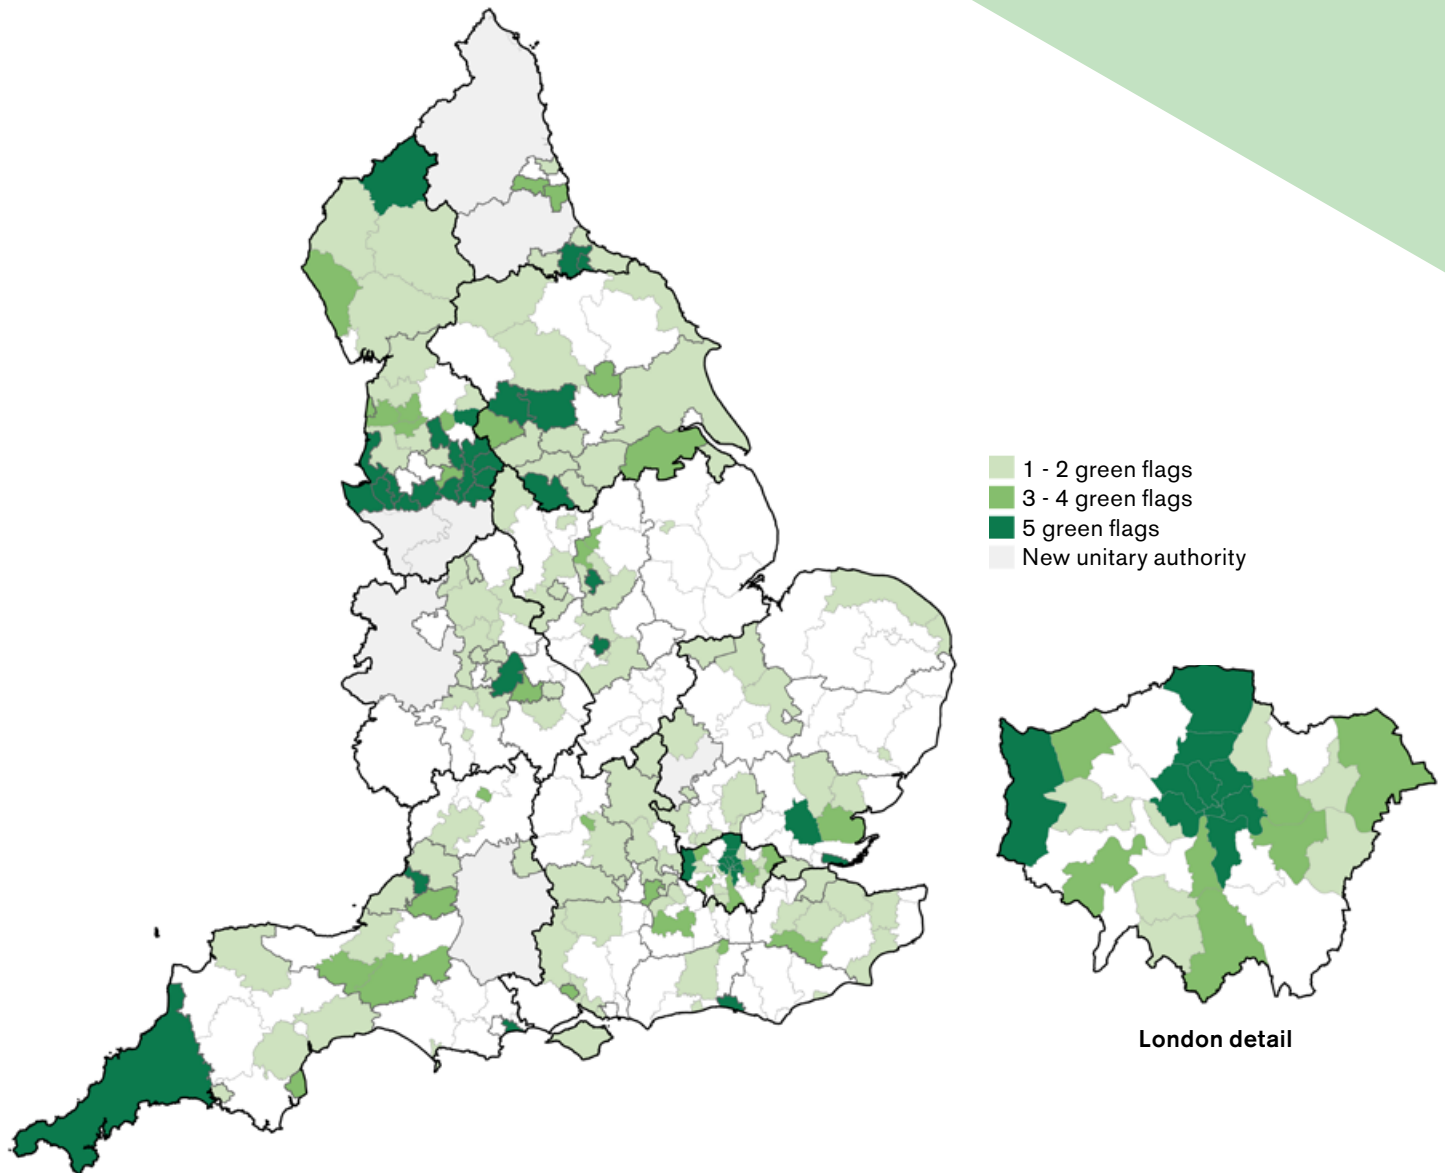 1 - 2 green flags
3 - 4 green flags
5 green flags
New unitary authority
London detail